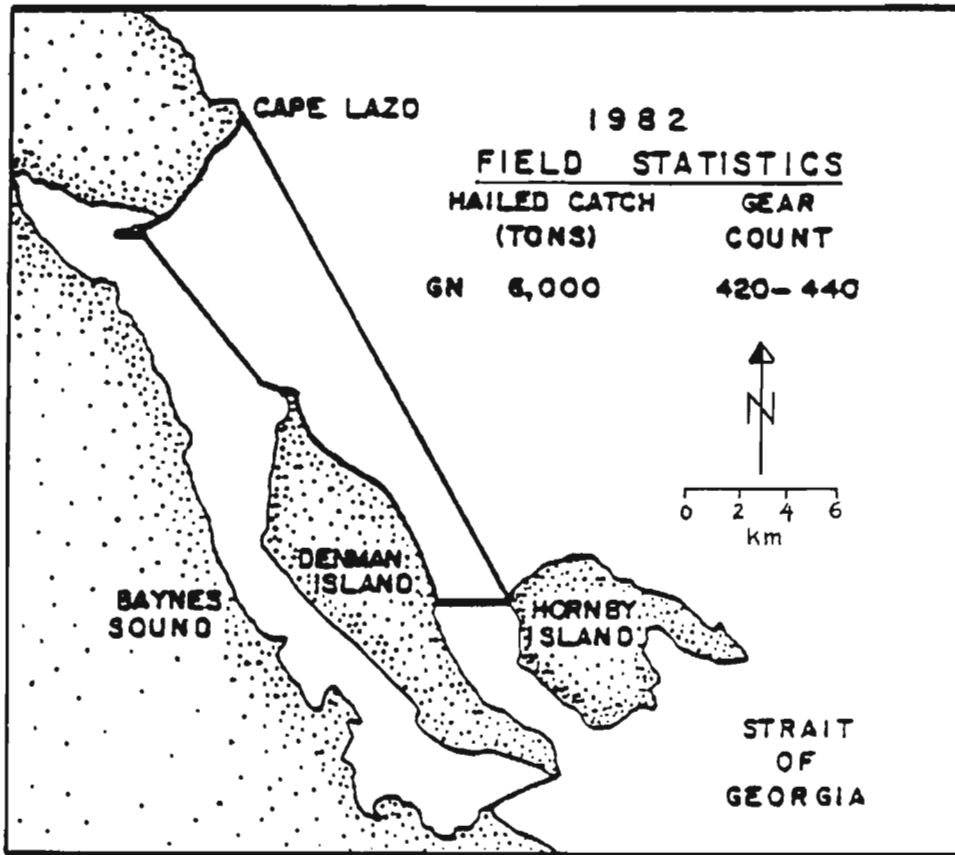 CAPE LAZO
1982
FIELD STATISTICS
HAILED CATCH GEAR
(TONS) COUNT
GN 6,000 420-440
N
0 2 4 6
km
DENMAN
ISLAND
BAYNES
SOUND
HORNBY
ISLAND
STRAIT
OF
GEORGIA